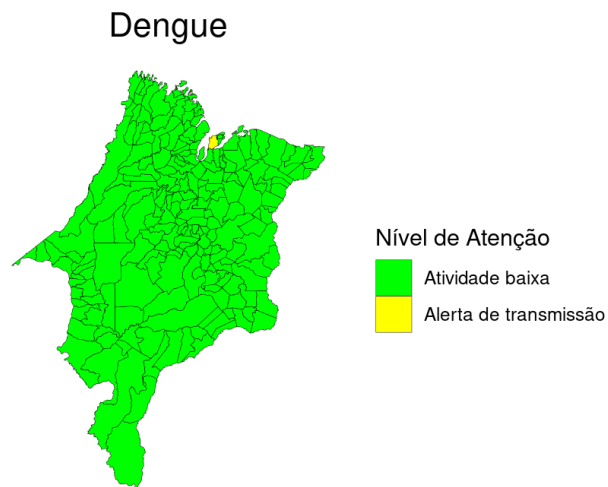 Dengue
Nível de Atenção
Atividade baixa
Alerta de transmissão